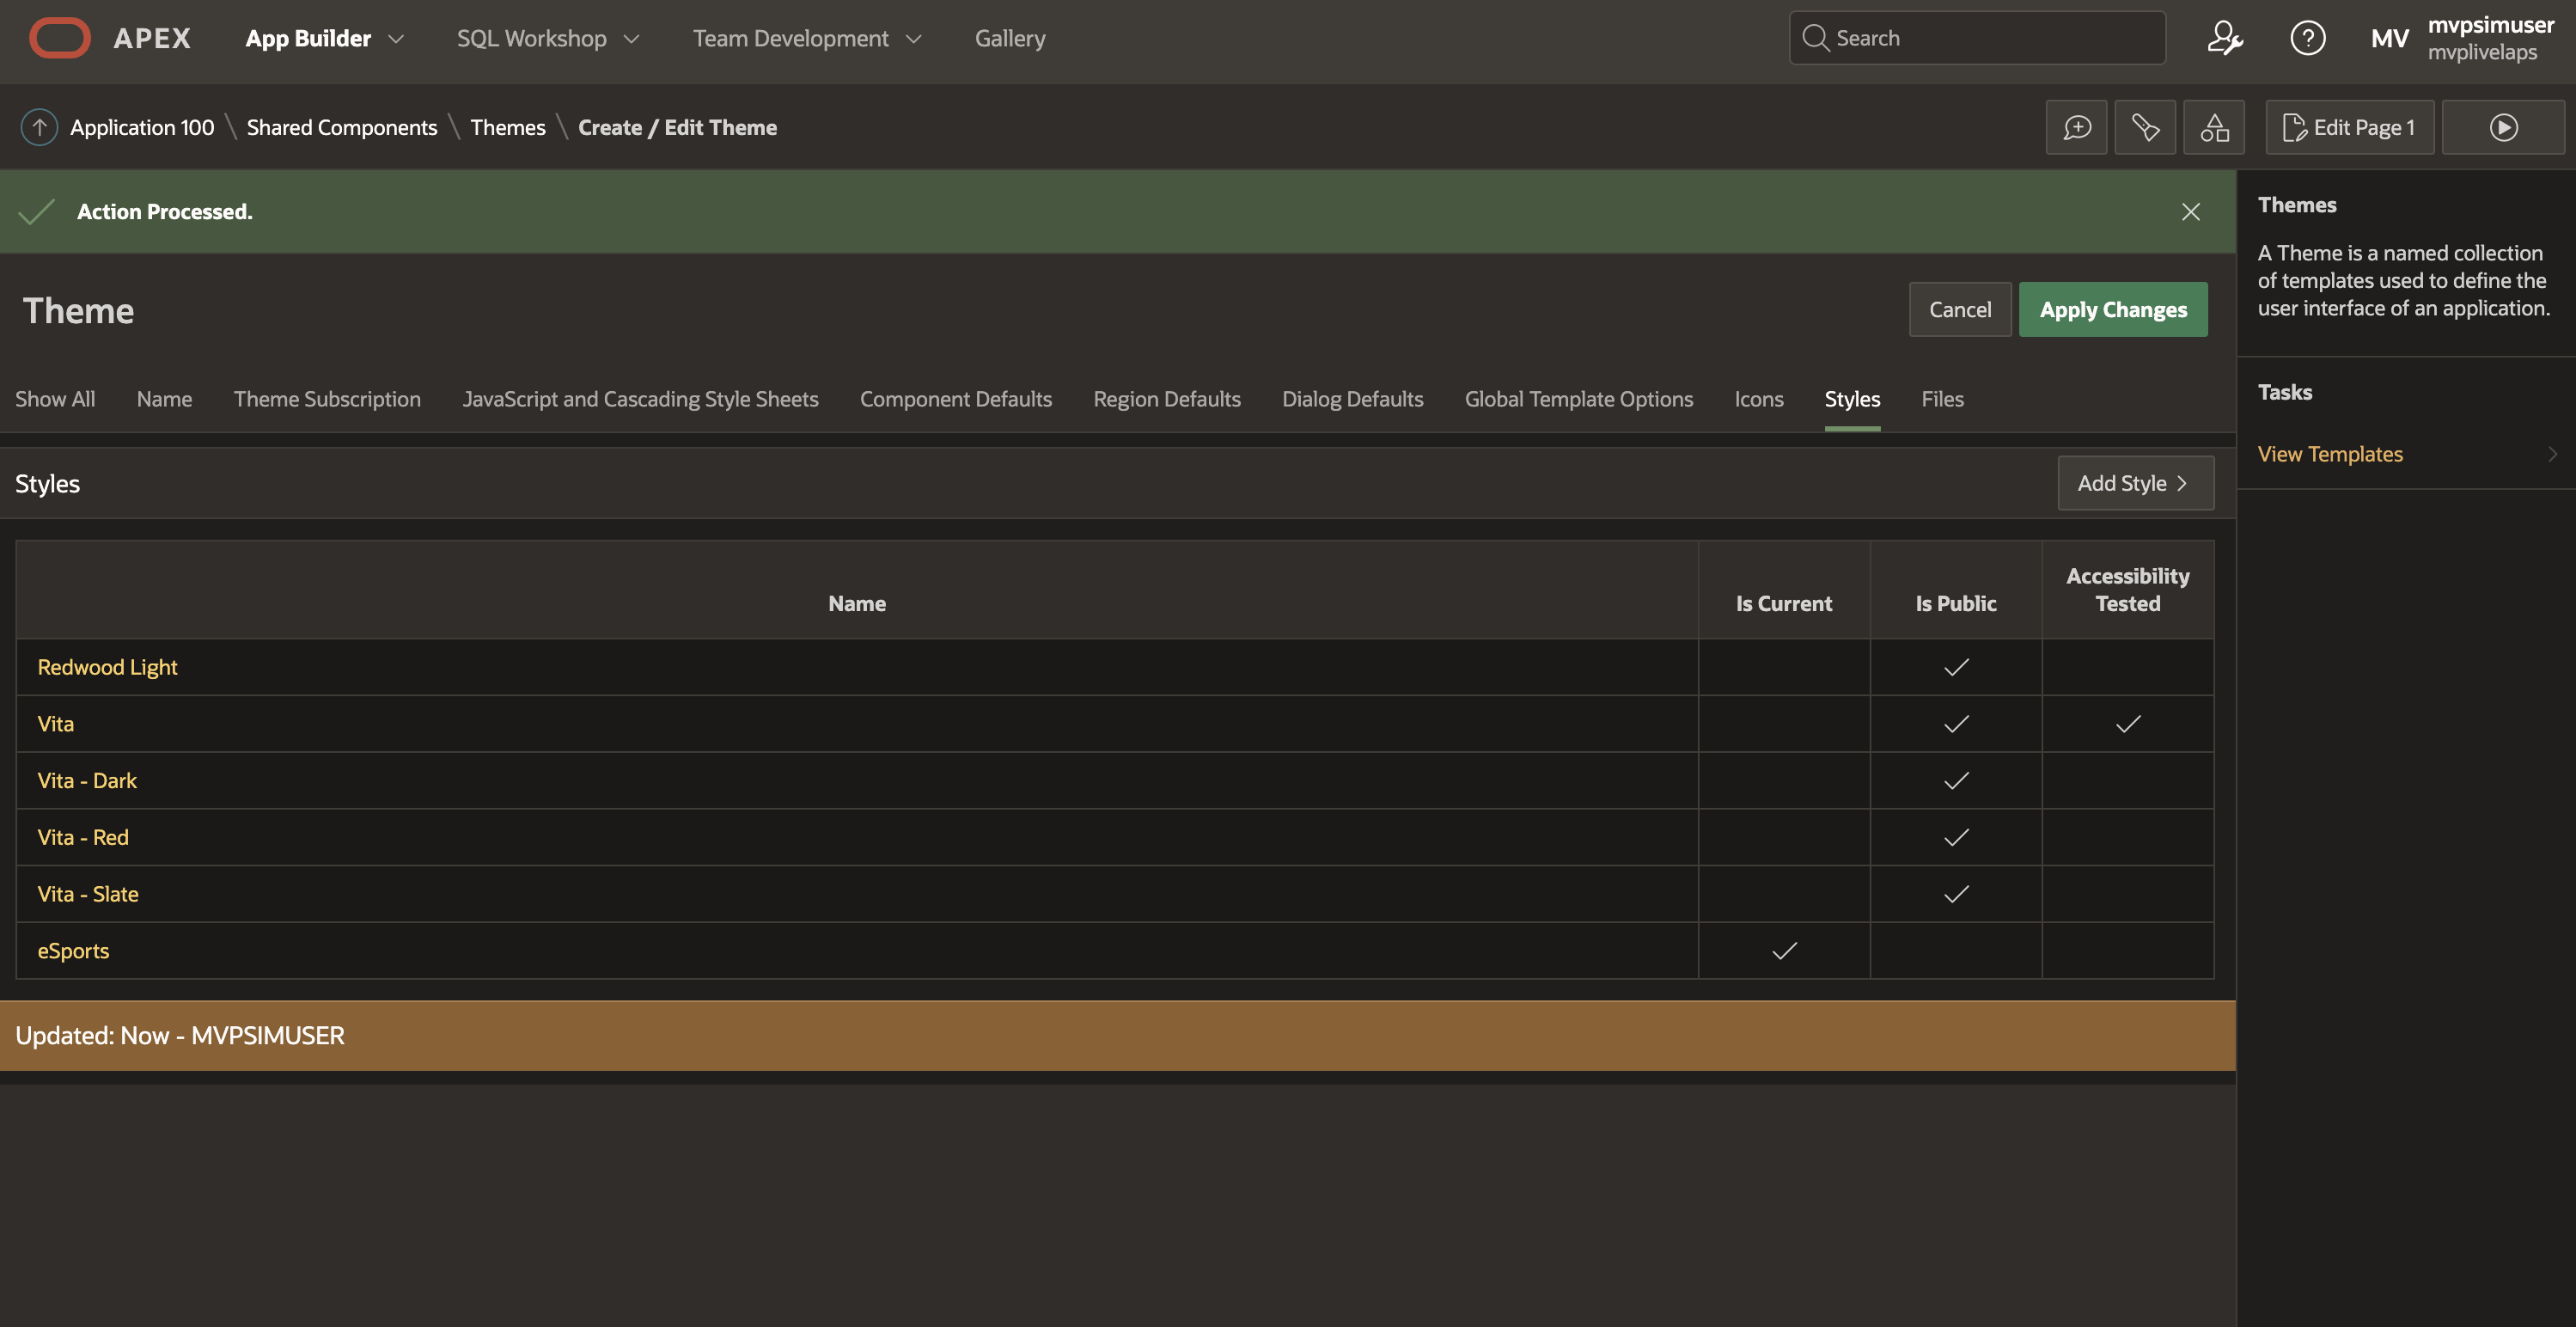 APEX App Builder SQL Workshop Team Development Gallery Search MV mvpsimuser
mvplivelaps
Application 100 \ Shared Components \ Themes \ Create / Edit Theme Edit Page 1
Action Processed.
Theme Cancel Apply Changes
Show All Name Theme Subscription JavaScript and Cascading Style Sheets Component Defaults Region Defaults Dialog Defaults Global Template Options Icons Styles Files
Styles Add Style
Name Is Current Is Public Accessibility
Tested
Redwood Light
Vita
Vita - Dark
Vita - Red
Vita - Slate
eSports
Updated: Now - MVPSIMUSER
Themes
A Theme is a named collection
of templates used to define the
user interface of an application.
Tasks
View Templates